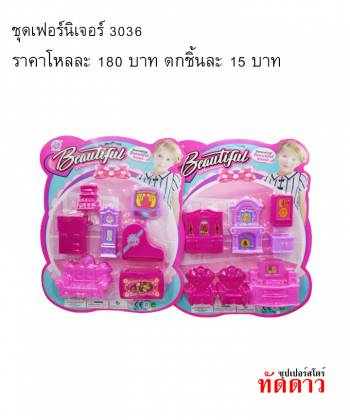 ชุดเฟอร์นิเจอร์ 3036
ราคาโหลละ 180 บาท ตกชิ้นละ 15 บาท
Beautiful
Beautiful
ซุปเปอร์สโตร์
ทัดดาว